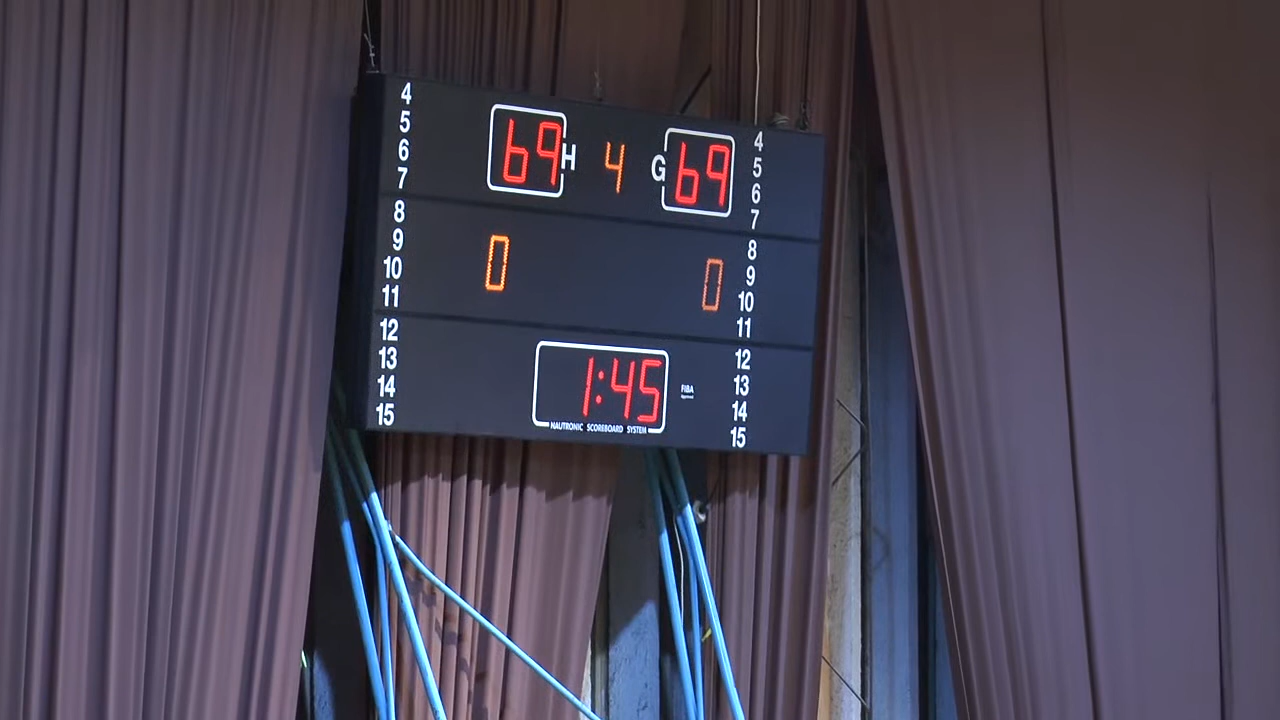 4 69 H 4 G 69 4
5 5
6 6
7 7
8 8
9 0 0 9
10 10
11 11
12 12
13 1:45 FIBA 13
14 14
15 NAUTRONIC SCOREBOARD SYSTEM 15